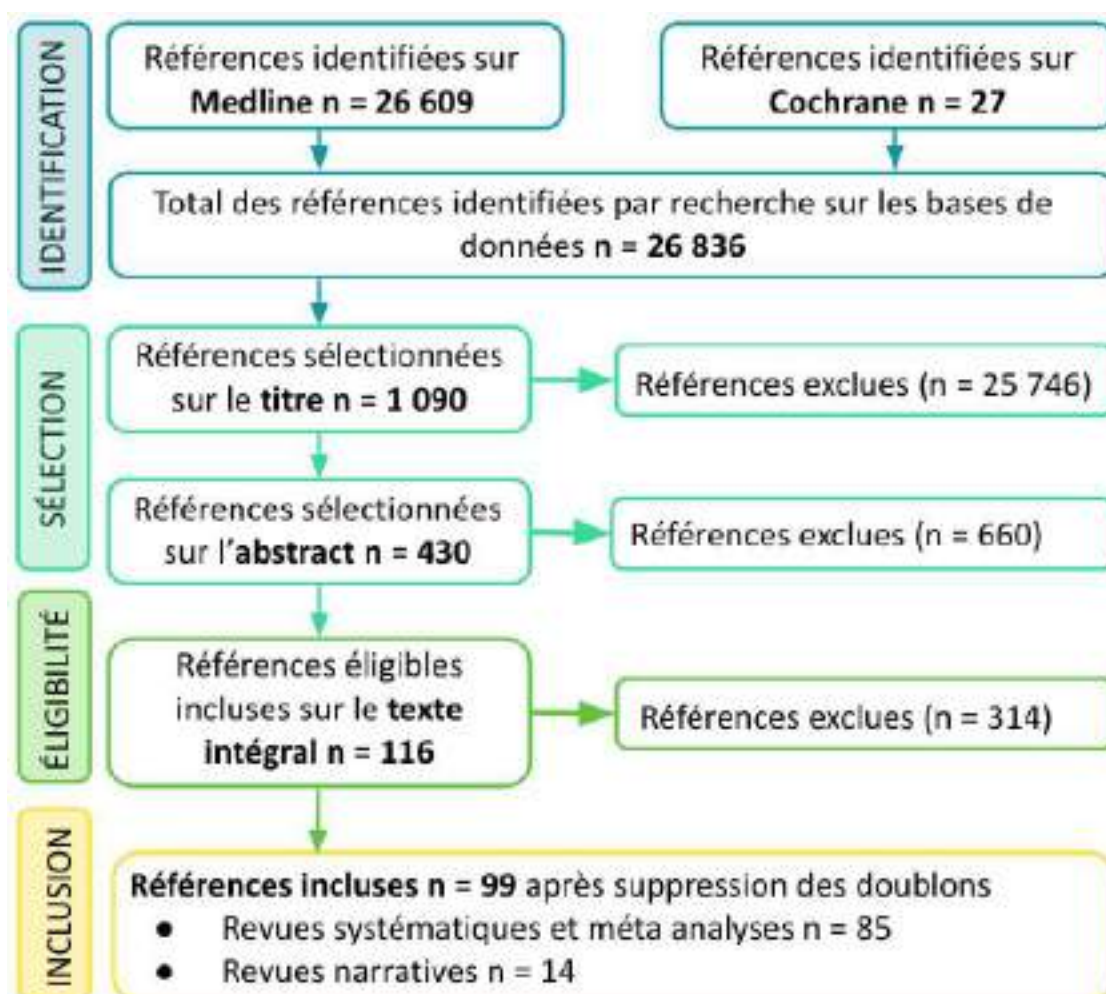 IDENTIFICATION
Références identifiées sur
Medline n = 26 609
Références identifiées sur
Cochrane n = 27
Total des références identifiées par recherche sur les bases de
données n = 26 836
SÉLECTION
Références sélectionnées
sur le titre n = 1 090
Références exclues (n = 25 746)
Références sélectionnées
sur l'abstract n = 430
Références exclues (n = 660)
ÉLIGIBILITÉ
Références éligibles
incluses sur le texte
intégral n = 116
Références exclues (n = 314)
INCLUSION
Références incluses n = 99 après suppression des doublons
● Revues systématiques et méta analyses n = 85
● Revues narratives n = 14